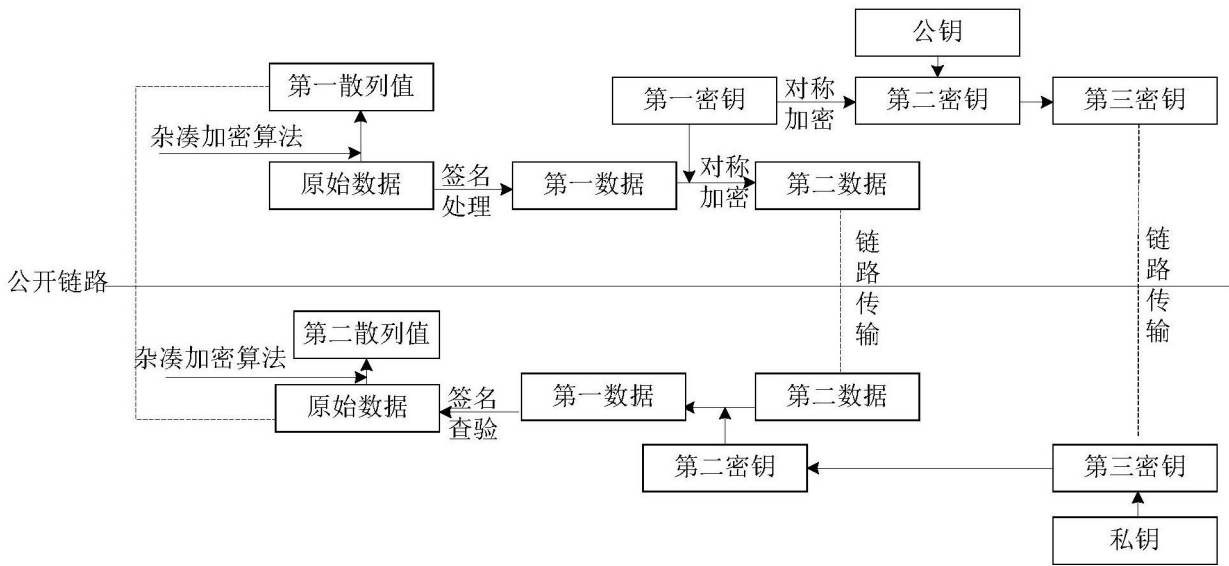 公钥
第一散列值
第一密钥
对称
加密
第二密钥
第三密钥
杂凑加密算法
原始数据
签名
处理
第一数据
对称
加密
第二数据
链路传输
链路传输
公开链路
第二散列值
杂凑加密算法
原始数据
签名
查验
第一数据
第二数据
第二密钥
第三密钥
私钥